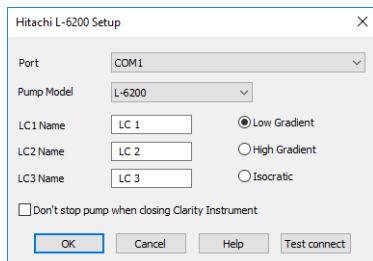 Hitachi L-6200 Setup
Port COM1
Pump Model L-6200
LC1 Name LC 1 Low Gradient
LC2 Name LC 2 High Gradient
LC3 Name LC 3 Isocratic
Don't stop pump when closing Clarity Instrument
OK Cancel Help Test connect